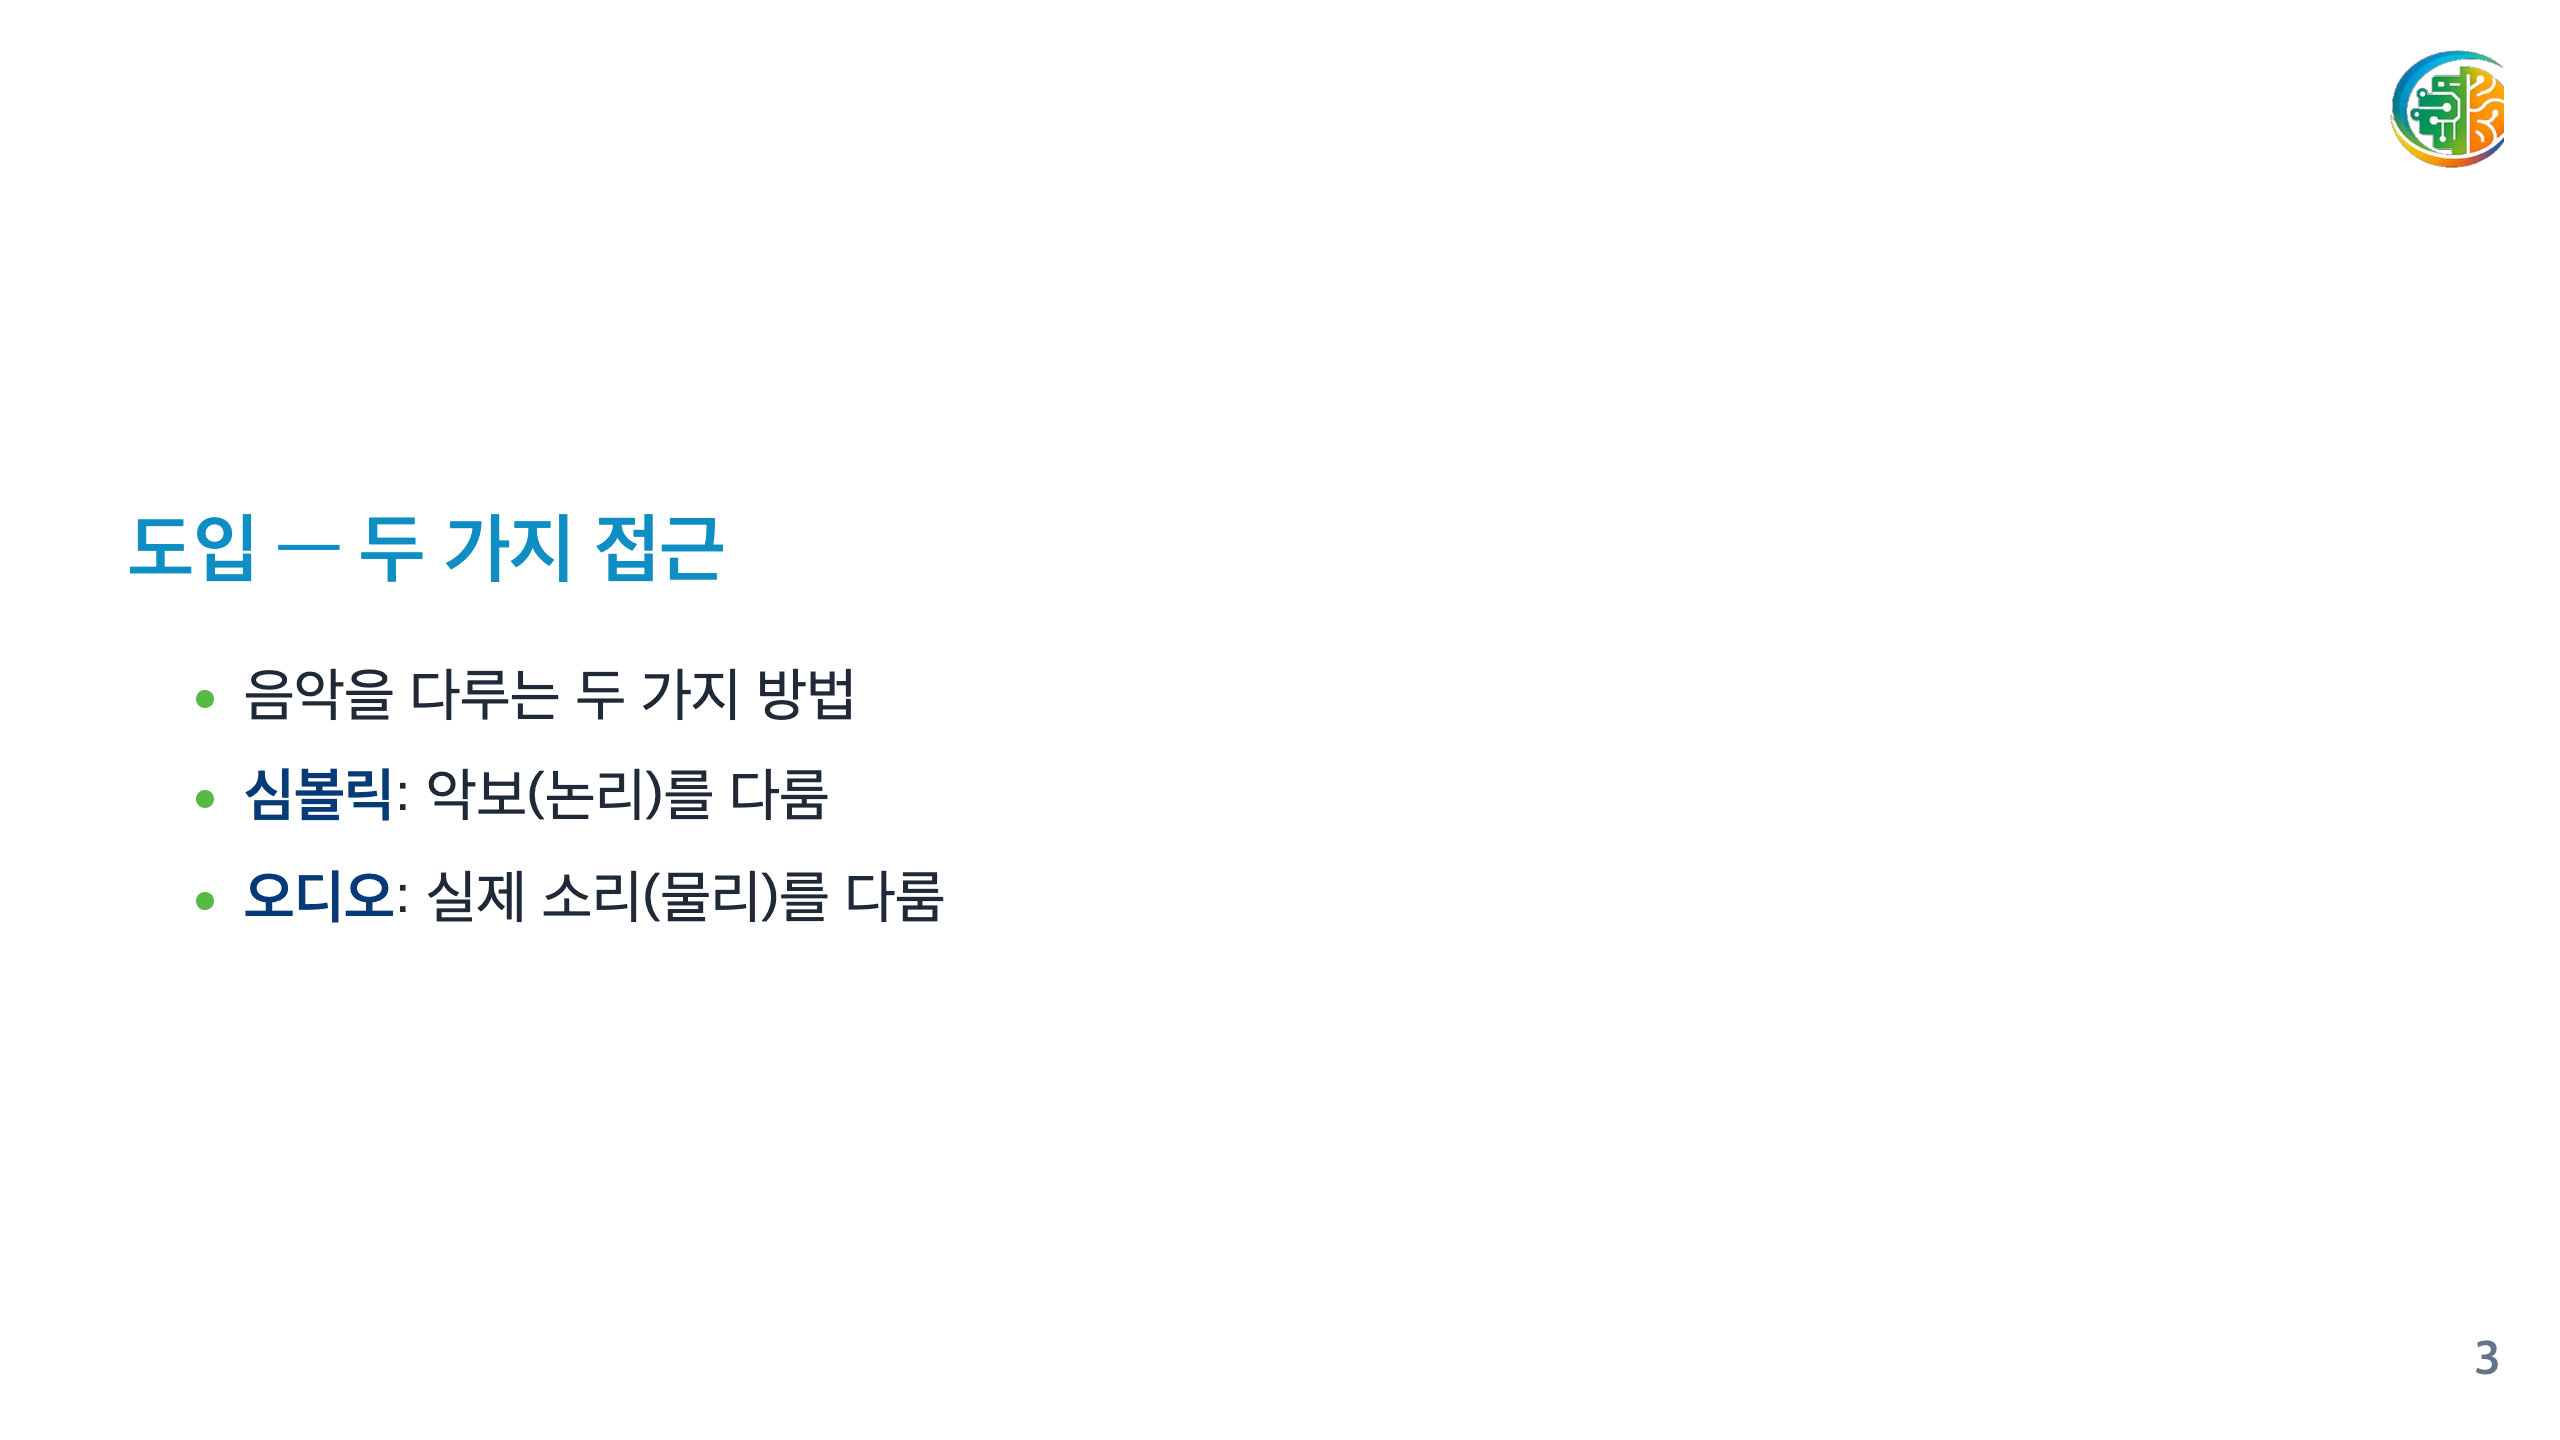 도입 — 두 가지 접근
• 음악을 다루는 두 가지 방법
• 심볼릭: 악보(논리)를 다룸
• 오디오: 실제 소리(물리)를 다룸
3